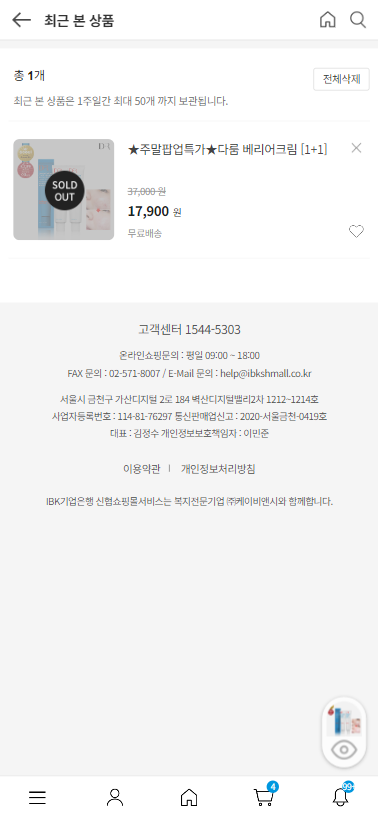 최근 본 상품
총 1개
전체삭제
최근 본 상품은 1주일간 최대 50개 까지 보관됩니다.
SOLD
OUT
★주말팝업특가★다룸 베리어크림 [1+1]
37,000 원
17,900 원
무료배송
고객센터 1544-5303
온라인쇼핑문의 : 평일 09:00 ~ 18:00
FAX 문의 : 02-571-8007 / E-Mail 문의 : help@ibkshmall.co.kr
서울시 금천구 가산디지털 2로 184 벽산디지털밸리2차 1212~1214호
사업자등록번호 : 114-81-76297 통신판매업신고 : 2020-서울금천-0419호
대표 : 김정수 개인정보보호책임자 : 이민준
이용약관 | 개인정보처리방침
IBK기업은행 신협쇼핑몰서비스는 복지전문기업 ㈜케이비앤시와 함께합니다.
4
99+